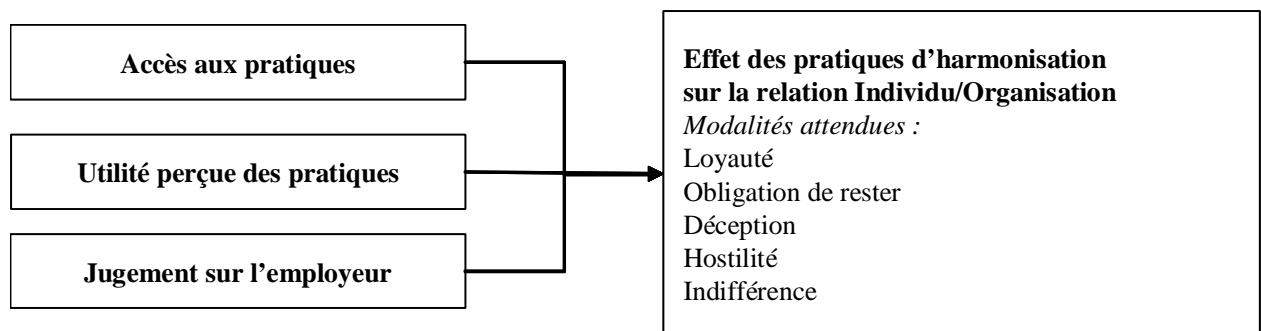 Accès aux pratiques
Utilité perçue des pratiques
Jugement sur l’employeur
Effet des pratiques d’harmonisation
sur la relation Individu/Organisation
Modalités attendues :
Loyauté
Obligation de rester
Déception
Hostilité
Indifférence